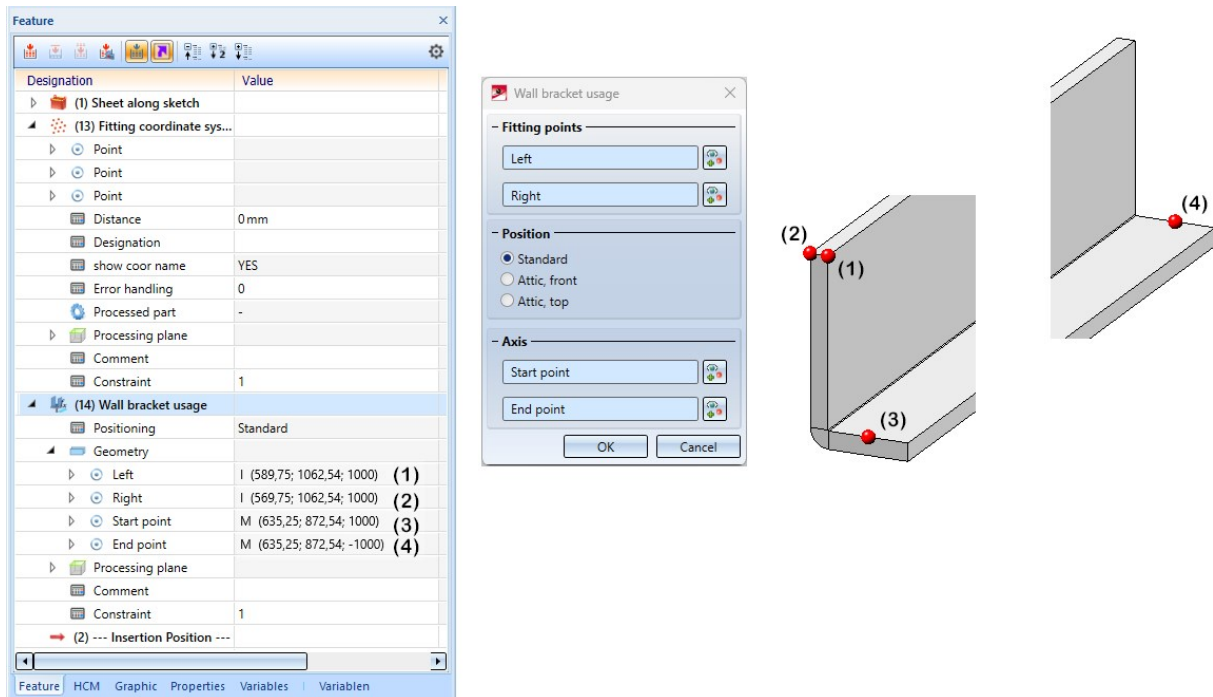 Feature
Designation Value
(1) Sheet along sketch
(13) Fitting coordinate sys...
Point
Point
Point
Distance 0 mm
Designation
show coor name YES
Error handling 0
Processed part -
Processing plane
Comment
Constraint 1
(14) Wall bracket usage
Positioning Standard
Geometry
Left I (589,75; 1062,54; 1000) (1)
Right I (569,75; 1062,54; 1000) (2)
Start point M (635,25; 872,54; 1000) (3)
End point M (635,25; 872,54; -1000) (4)
Processing plane
Comment
Constraint 1
(2) --- Insertion Position ---
Feature HCM Graphic Properties Variables Variablen
Wall bracket usage
Fitting points
Left
Right
Position
Standard
Attic, front
Attic, top
Axis
Start point
End point
OK Cancel
(2)
(1)
(3)
(4)